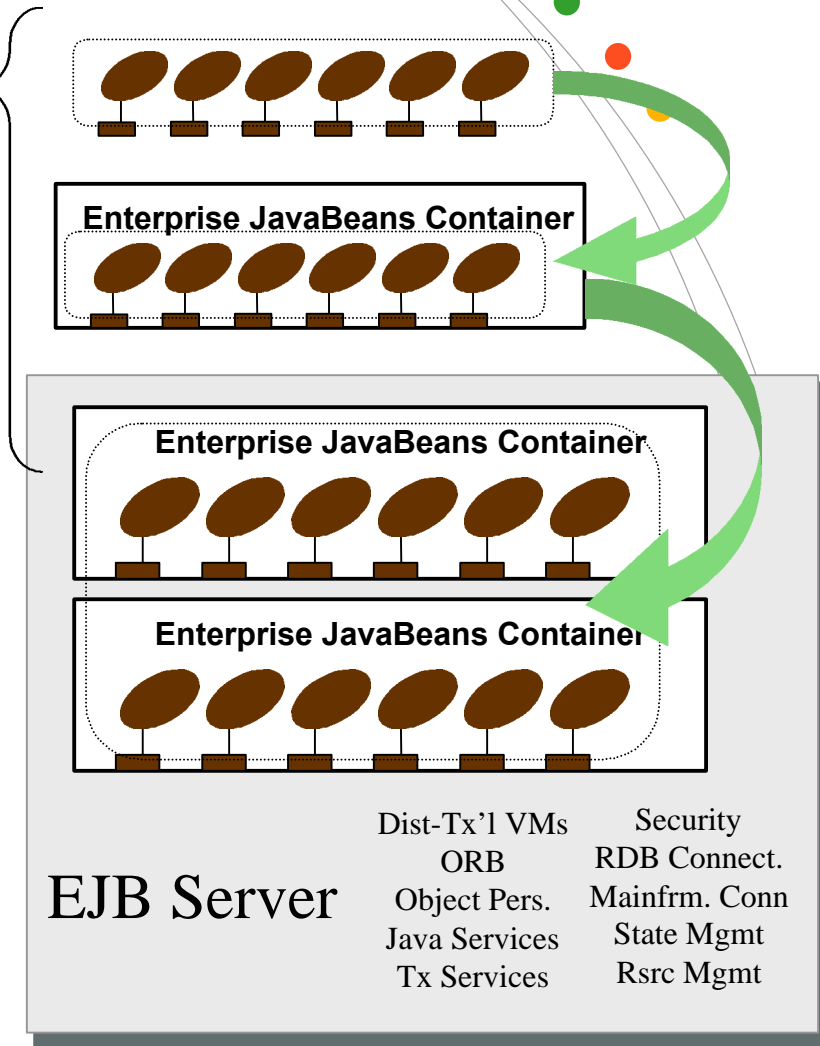 Enterprise JavaBeans Container
Enterprise JavaBeans Container
Enterprise JavaBeans Container
EJB Server
Dist-Tx'l VMs
ORB
Object Pers.
Java Services
Tx Services
Security
RDB Connect.
Mainfrm. Conn
State Mgmt
Rsrc Mgmt